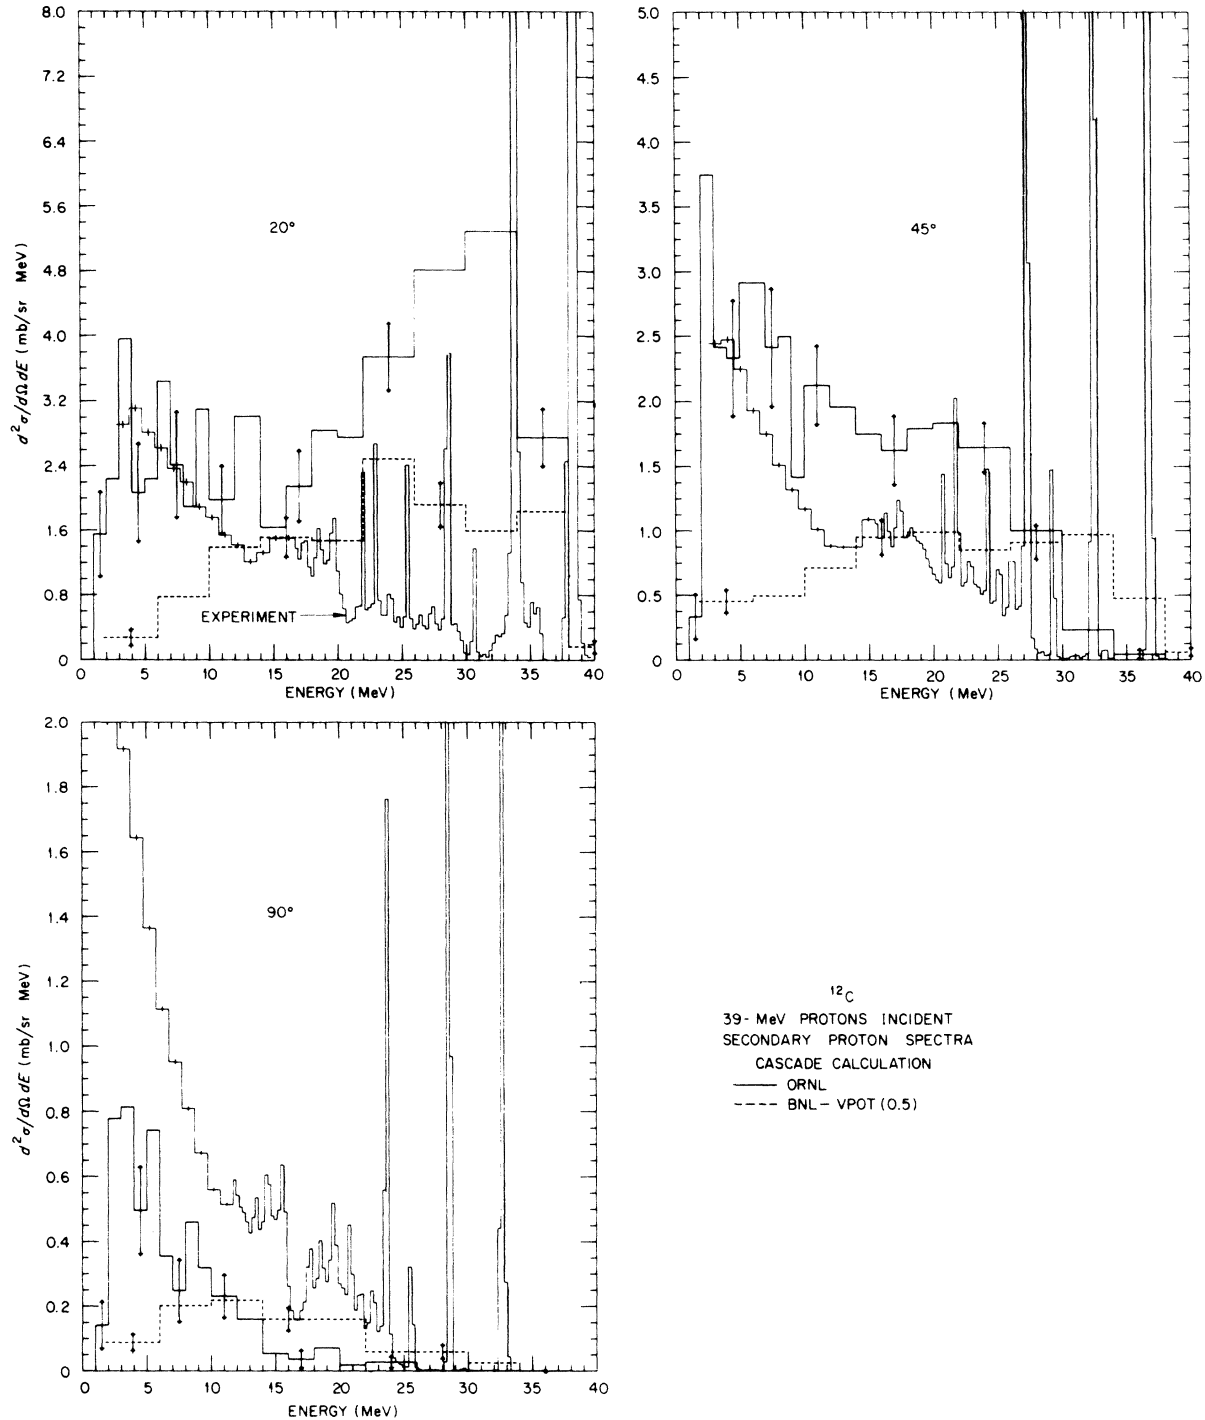 8.0
7.2
6.4
5.6
4.8
4.0
3.2
2.4
1.6
0.8
0
d²σ/dΩdE (mb/sr MeV)
20°
EXPERIMENT
0 5 10 15 20 25 30 35 40
ENERGY (MeV)
5.0
4.5
4.0
3.5
3.0
2.5
2.0
1.5
1.0
0.5
0
45°
0 5 10 15 20 25 30 35 40
ENERGY (MeV)
2.0
1.8
1.6
1.4
1.2
1.0
0.8
0.6
0.4
0.2
0
d²σ/dΩdE (mb/sr MeV)
90°
0 5 10 15 20 25 30 35 40
ENERGY (MeV)
¹²C
39-MeV PROTONS INCIDENT
SECONDARY PROTON SPECTRA
CASCADE CALCULATION
ORNL
BNL-VPOT(0.5)